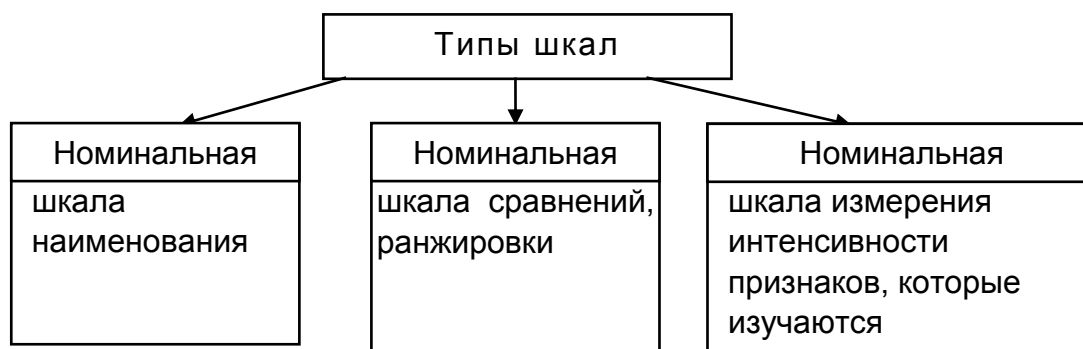 Типы шкал
Номинальная
шкала
наименования
Номинальная
шкала сравнений,
ранжировки
Номинальная
шкала измерения
интенсивности
признаков, которые
изучаются